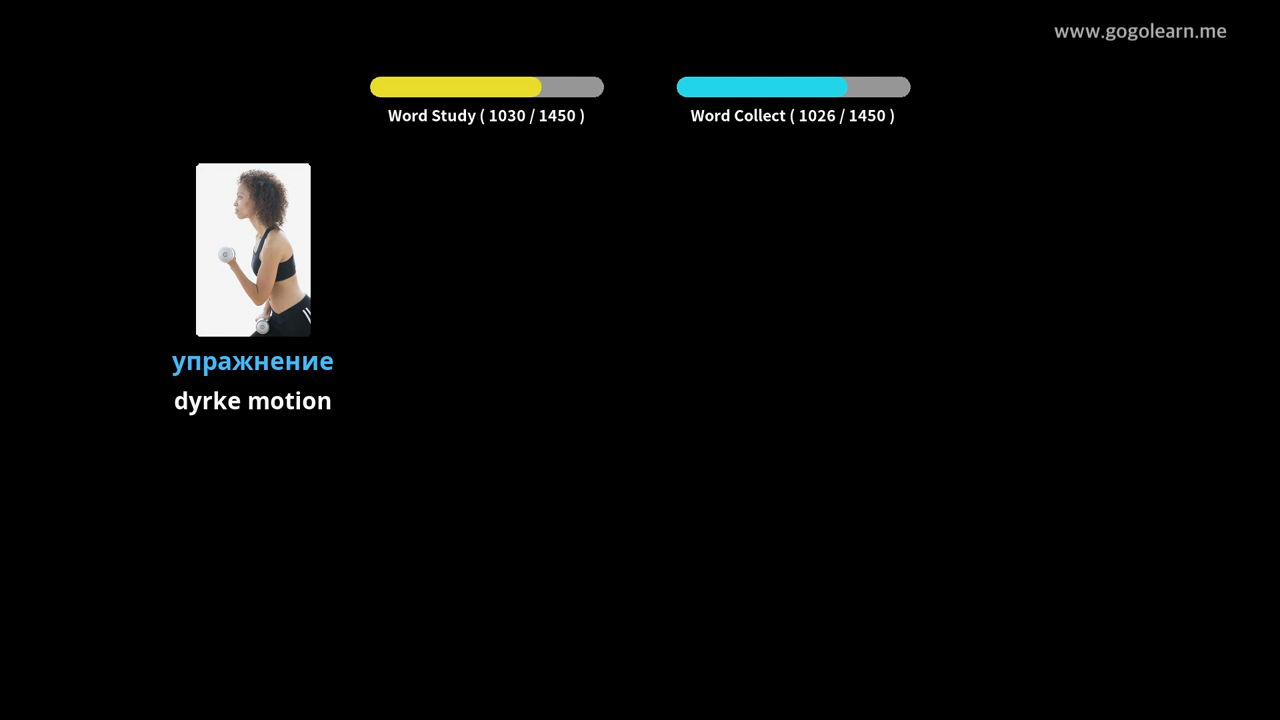 www.gogolearn.me
Word Study ( 1030 / 1450 )
Word Collect ( 1026 / 1450 )
упражнение
dyrke motion